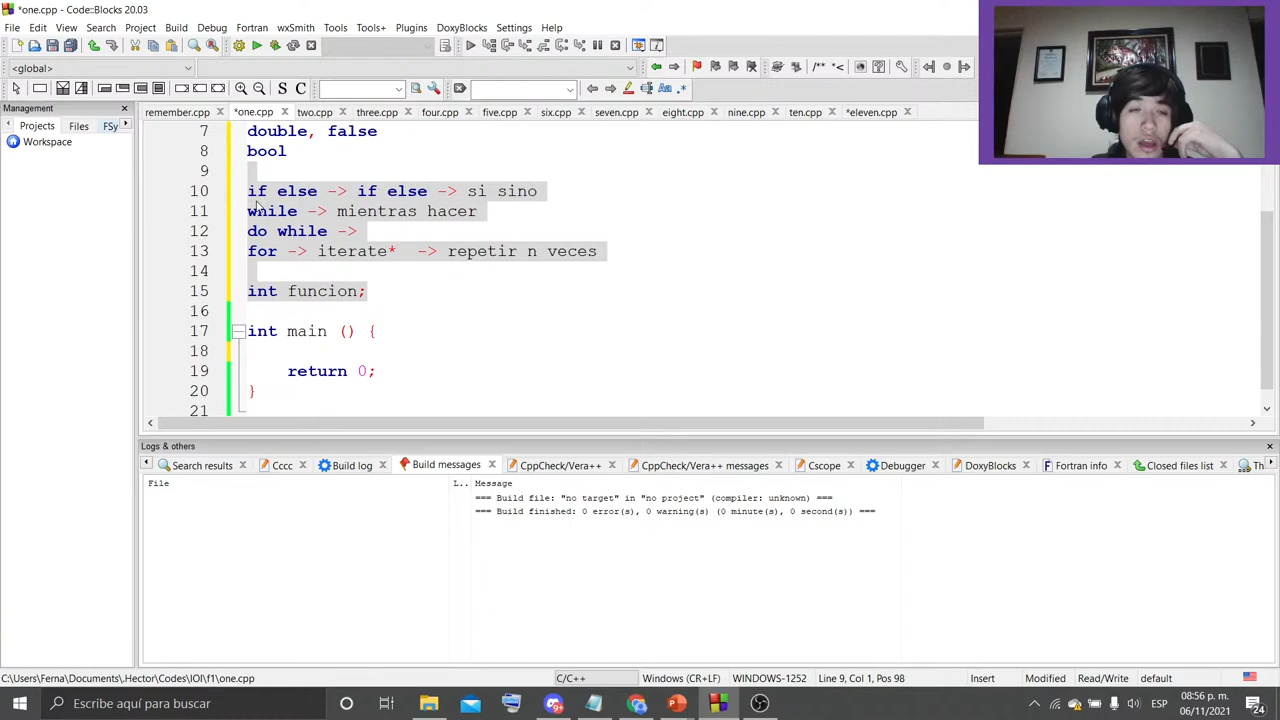 *one.cpp - Code::Blocks 20.03
File Edit View Search Project Build Debug Fortran wxSmith Tools Tools+ Plugins DoxyBlocks Settings Help
<global>
/** *<
S C
Aa .*
Management
Projects Files FSy
Workspace
remember.cpp *one.cpp two.cpp three.cpp four.cpp five.cpp six.cpp seven.cpp eight.cpp nine.cpp ten.cpp *eleven.cpp
7 double, false
8 bool
9
10 if else -> if else -> si sino
11 while -> mientras hacer
12 do while ->
13 for -> iterate* -> repetir n veces
14
15 int funcion;
16
17 int main () {
18
19 return 0;
20 }
21
Logs & others
Search results Cccc Build log Build messages CppCheck/Vera++ CppCheck/Vera++ messages Cscope Debugger DoxyBlocks Fortran info Closed files list Th
File L.. Message
=== Build file: "no target" in "no project" (compiler: unknown) ===
=== Build finished: 0 error(s), 0 warning(s) (0 minute(s), 0 second(s)) ===
C:\Users\Ferna\Documents\.Hector\Codes\IOI\f1\one.cpp C/C++ Windows (CR+LF) WINDOWS-1252 Line 9, Col 1, Pos 98 Insert Modified Read/Write default
Escribe aquí para buscar
ESP
08:56 p. m.
06/11/2021
24